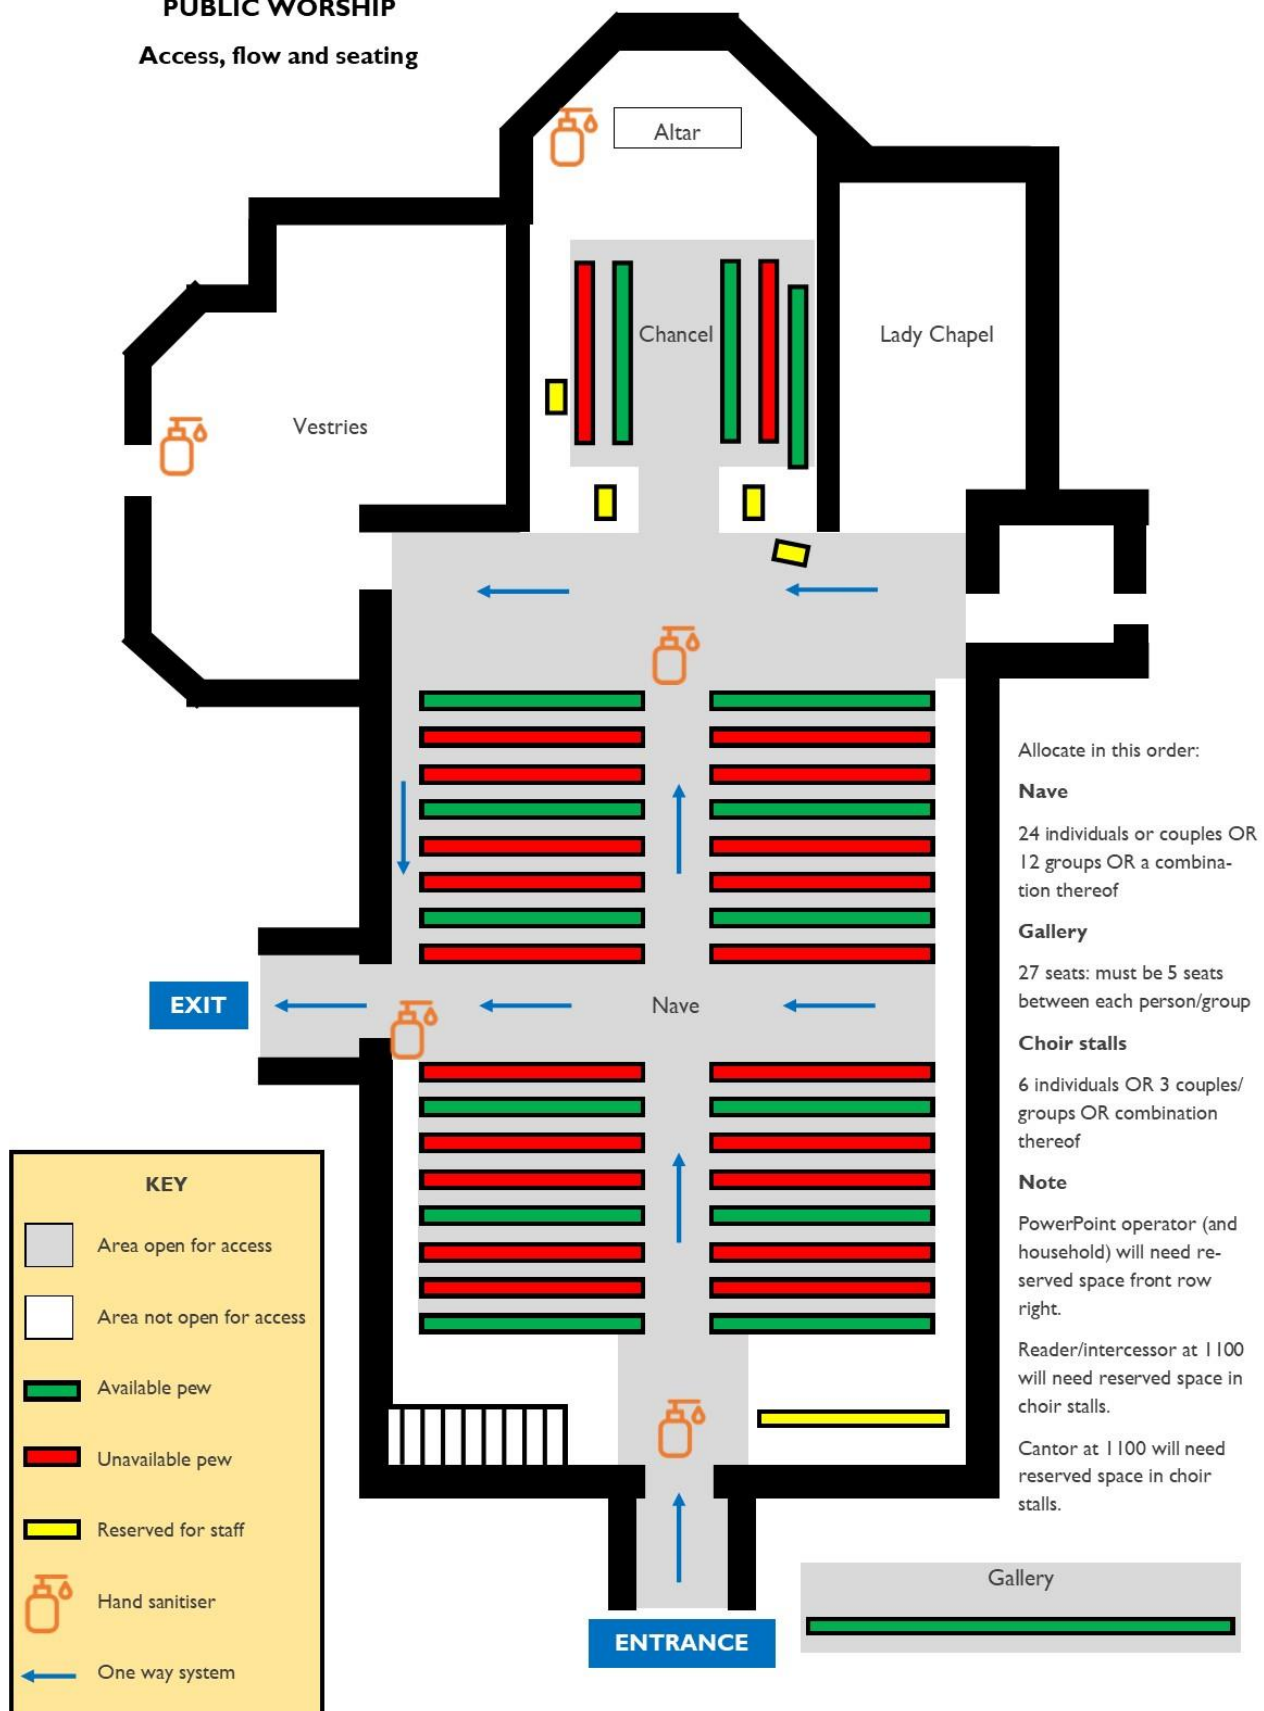 PUBLIC WORSHIP
Access, flow and seating
Altar
Chancel
Lady Chapel
Vestries
Nave
EXIT
Allocate in this order:
Nave
24 individuals or couples OR
12 groups OR a combina-
tion thereof
Gallery
27 seats: must be 5 seats
between each person/group
Choir stalls
6 individuals OR 3 couples/
groups OR combination
thereof
Note
PowerPoint operator (and
household) will need re-
served space front row
right.
Reader/intercessor at 1100
will need reserved space in
choir stalls.
Cantor at 1100 will need
reserved space in choir
stalls.
KEY
Area open for access
Area not open for access
Available pew
Unavailable pew
Reserved for staff
Hand sanitiser
One way system
ENTRANCE
Gallery